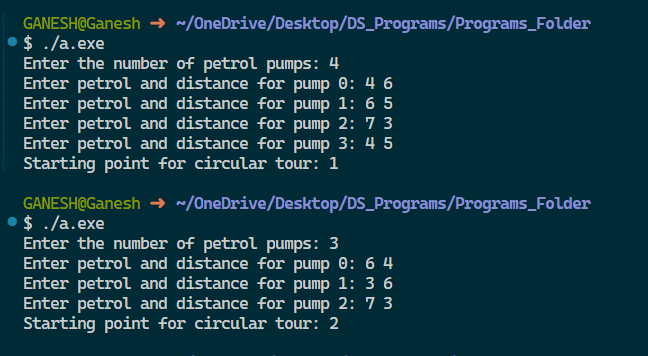 GANESH@Ganesh ➜ ~/OneDrive/Desktop/DS_Programs/Programs_Folder
$ ./a.exe
Enter the number of petrol pumps: 4
Enter petrol and distance for pump 0: 4 6
Enter petrol and distance for pump 1: 6 5
Enter petrol and distance for pump 2: 7 3
Enter petrol and distance for pump 3: 4 5
Starting point for circular tour: 1
GANESH@Ganesh ➜ ~/OneDrive/Desktop/DS_Programs/Programs_Folder
$ ./a.exe
Enter the number of petrol pumps: 3
Enter petrol and distance for pump 0: 6 4
Enter petrol and distance for pump 1: 3 6
Enter petrol and distance for pump 2: 7 3
Starting point for circular tour: 2